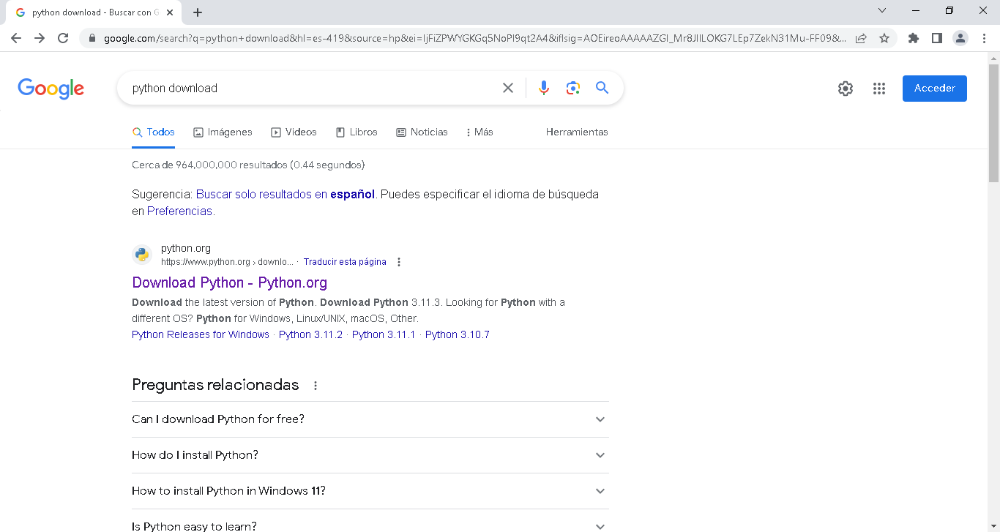 python download - Buscar con G
google.com/search?q=python+download&hl=es-419&source=hp&ei=
Google
python download
Acceder
Todos
Imágenes
Videos
Libros
Noticias
Más
Herramientas
Cerca de 964,000,000 resultados (0.44 segundos)
Sugerencia: Buscar solo resultados en español. Puedes especificar el idioma de búsqueda
en Preferencias.
python.org
https://www.python.org › downlo... · Traducir esta página
Download Python - Python.org
Download the latest version of Python. Download Python 3.11.3. Looking for Python with a
different OS? Python for Windows, Linux/UNIX, macOS, Other.
Python Releases for Windows · Python 3.11.2 · Python 3.11.1 · Python 3.10.7
Preguntas relacionadas
Can I download Python for free?
How do I install Python?
How to install Python in Windows 11?
Is Python easy to learn?